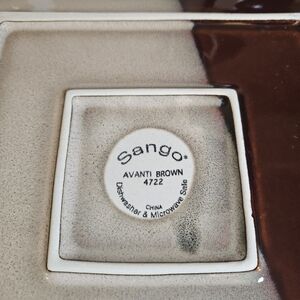 Sango®
AVANTI BROWN
4722
CHINA
Dishwasher & Microwave Safe